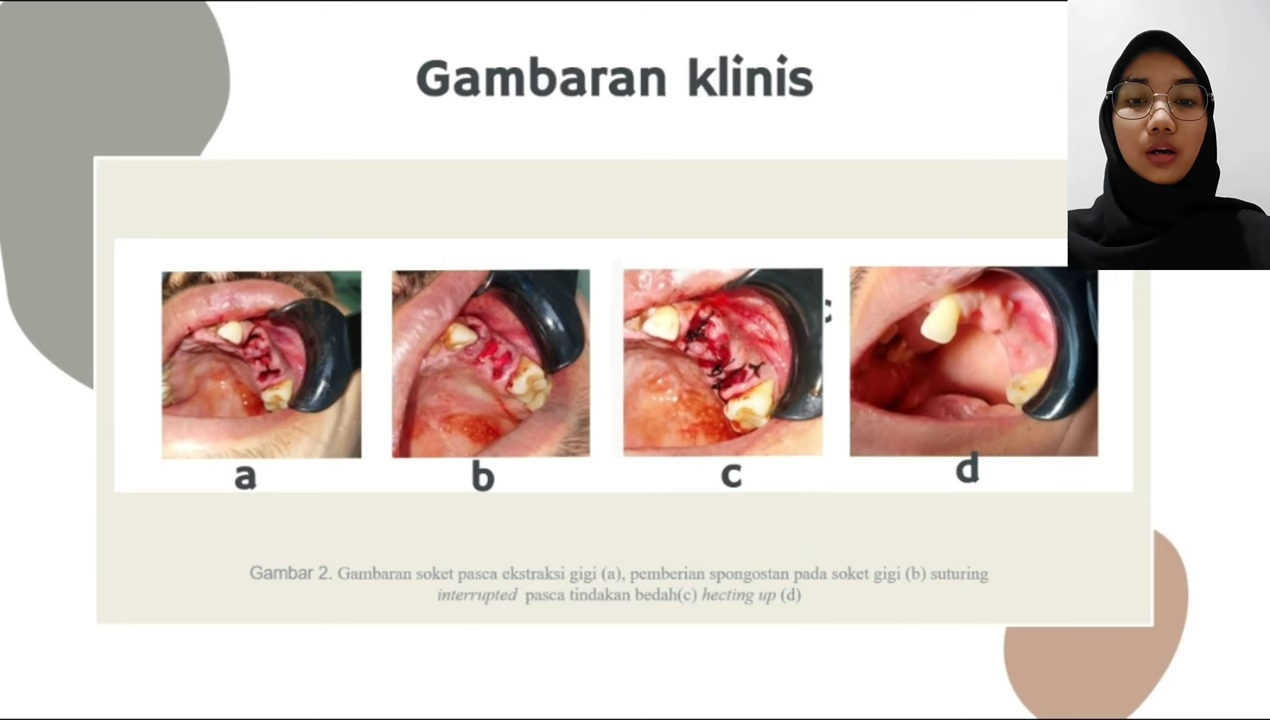 Gambaran klinis
a b c d
Gambar 2. Gambaran soket pasca ekstraksi gigi (a), pemberian spongostan pada soket gigi (b) suturing
interrupted pasca tindakan bedah(c) hecting up (d)